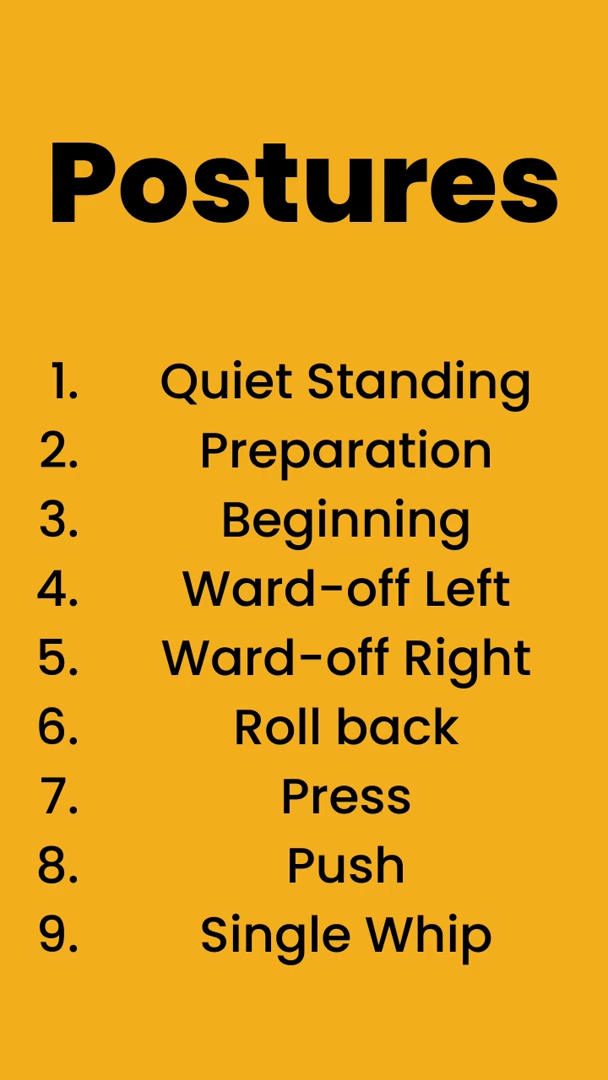 Postures
1. Quiet Standing
2. Preparation
3. Beginning
4. Ward-off Left
5. Ward-off Right
6. Roll back
7. Press
8. Push
9. Single Whip